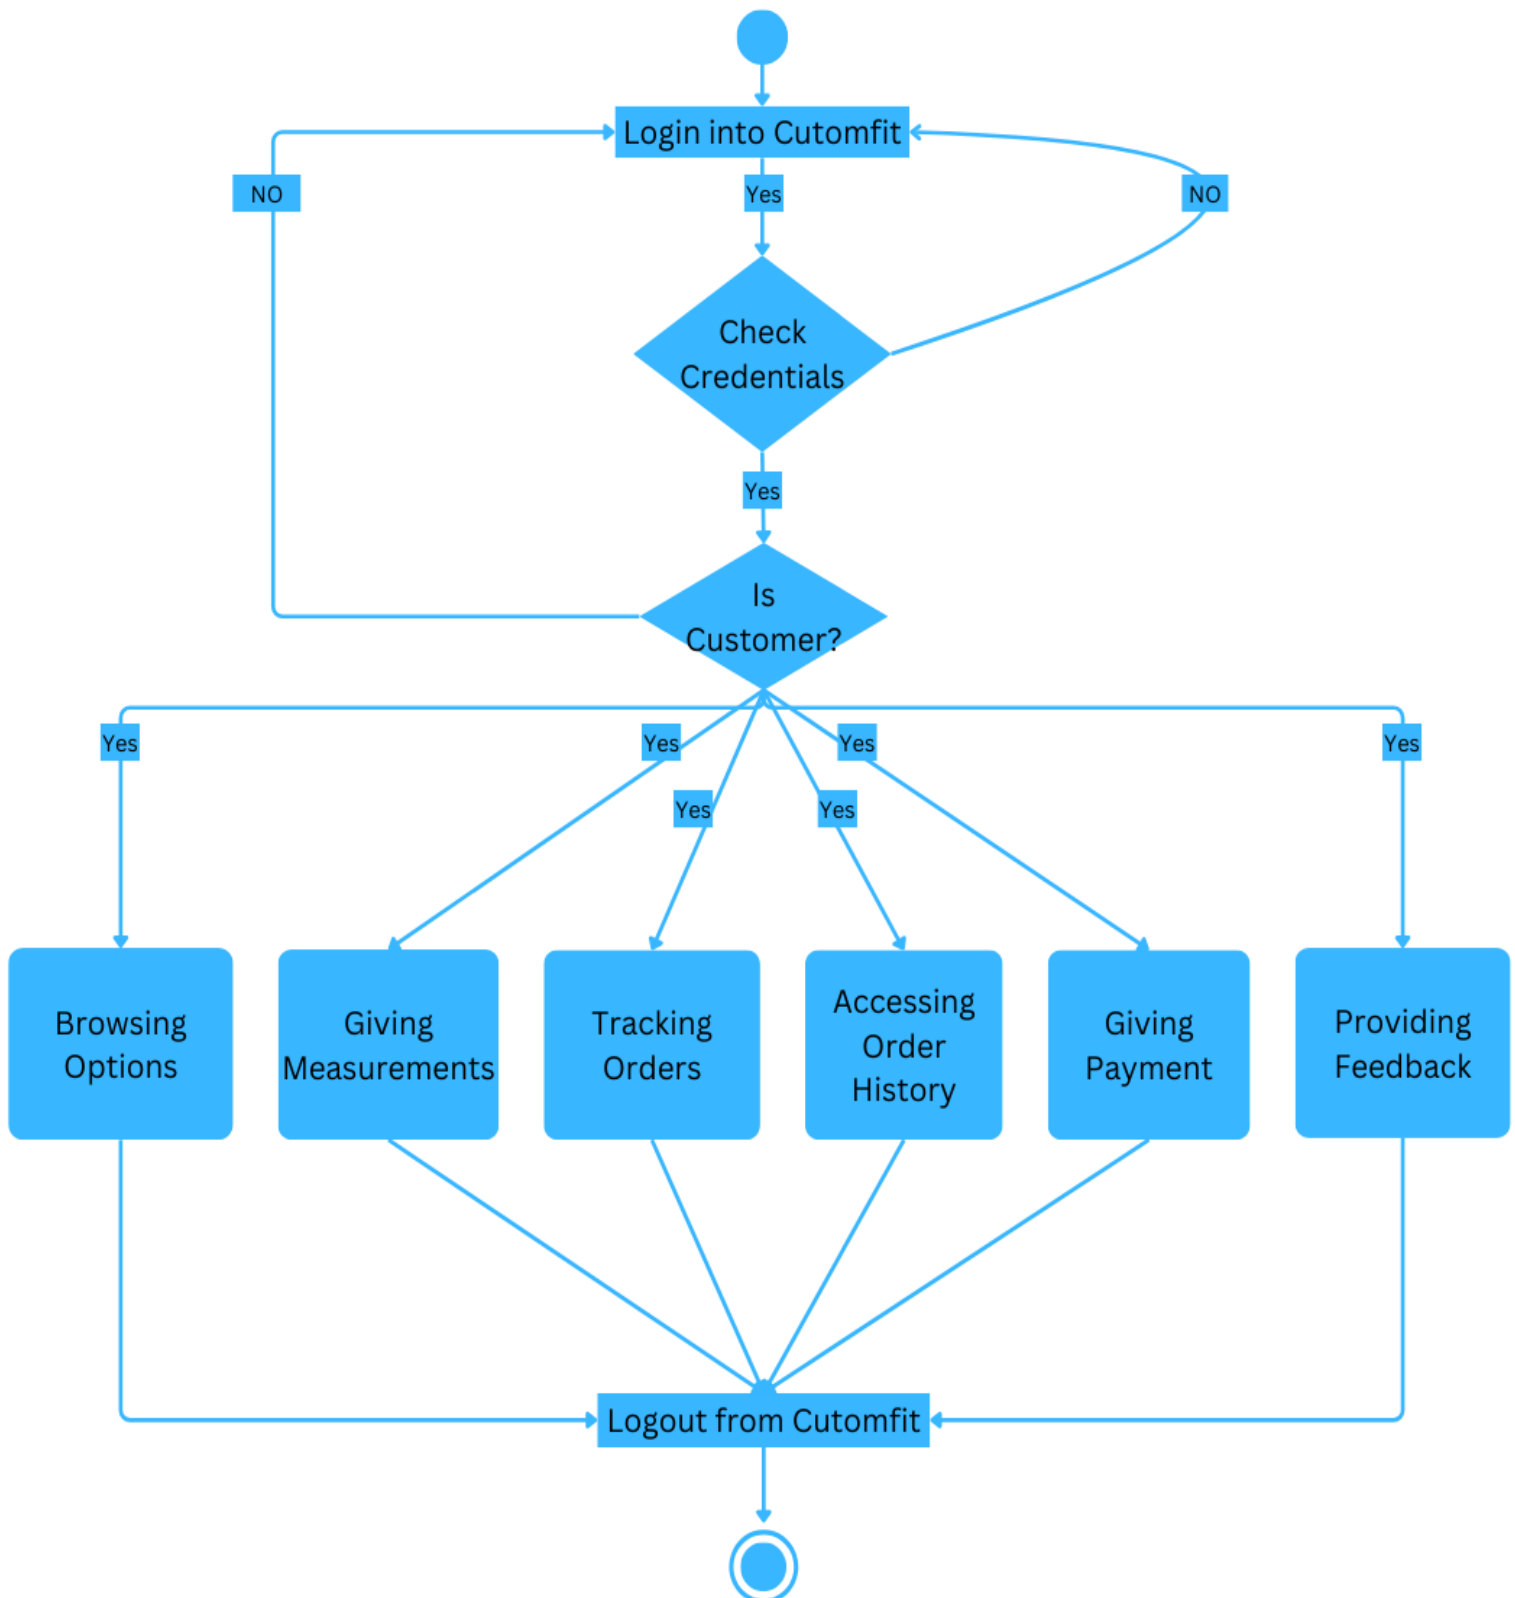 Login into Cutomfit
NO
Yes
NO
Check
Credentials
Yes
Is
Customer?
Yes
Yes
Yes
Yes
Yes
Yes
Browsing
Options
Giving
Measurements
Tracking
Orders
Accessing
Order
History
Giving
Payment
Providing
Feedback
Logout from Cutomfit